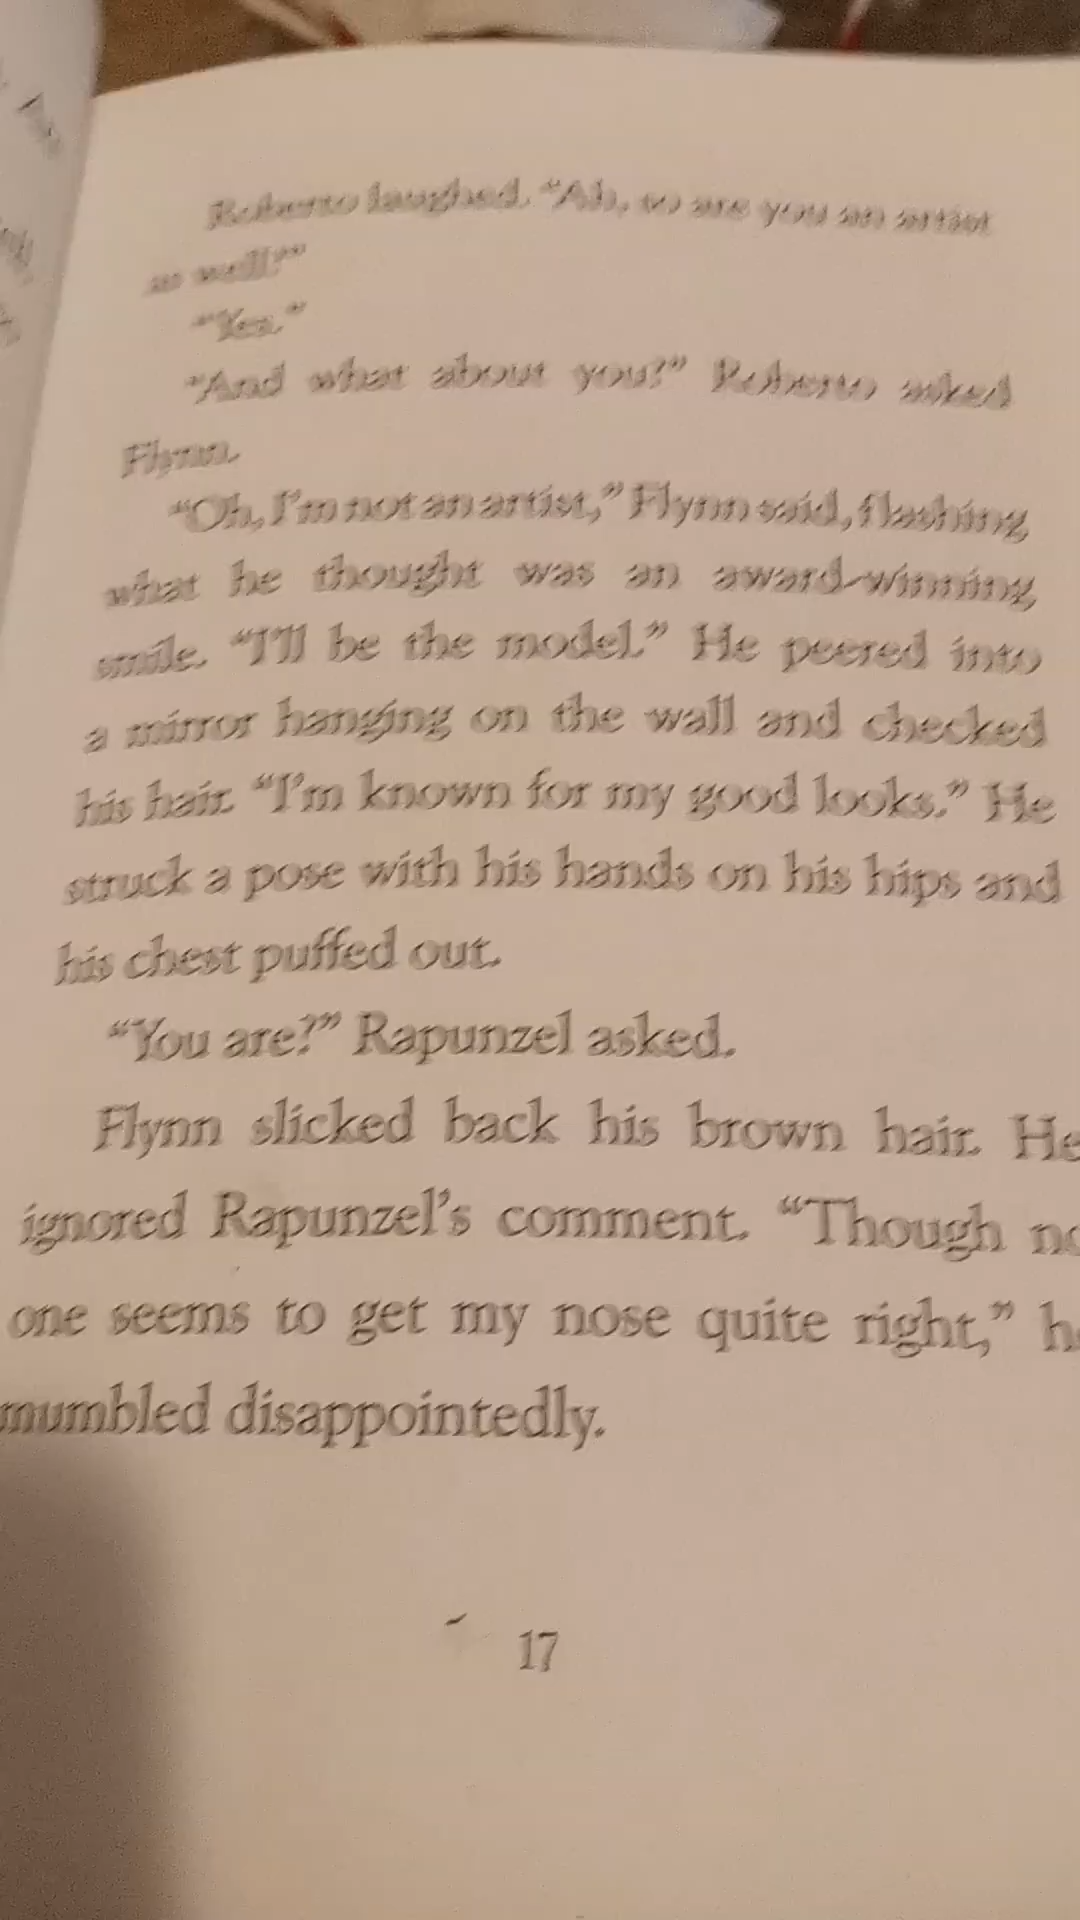 Roberto laughed. “Ah, so are you an artist
as well?”
“Yes.”
“And what about you?” Roberto asked
Flynn.
“Oh, I’m not an artist,” Flynn said, flashing
what he thought was an award-winning
smile. “I’ll be the model.” He peered into
a mirror hanging on the wall and checked
his hair. “I’m known for my good looks.” He
struck a pose with his hands on his hips and
his chest puffed out.
“You are?” Rapunzel asked.
Flynn slicked back his brown hair. He
ignored Rapunzel’s comment. “Though no
one seems to get my nose quite right,”
mumbled disappointedly.
17